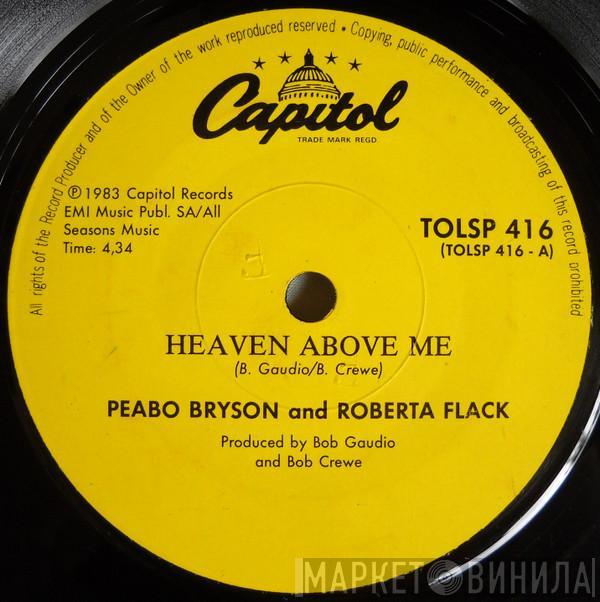 All rights of the Record Producer and of the Owner of the work reproduced reserved • Copying, public performance and broadcasting of this record prohibited
Capitol
TRADE MARK REGD.
℗ 1983 Capitol Records
EMI Music Publ. SA/All
Seasons Music
Time: 4,34
TOLSP 416
(TOLSP 416 - A)
HEAVEN ABOVE ME
(B. Gaudio/B. Crewe)
PEABO BRYSON and ROBERTA FLACK
Produced by Bob Gaudio
and Bob Crewe
МАРКЕТ ВИНИЛА